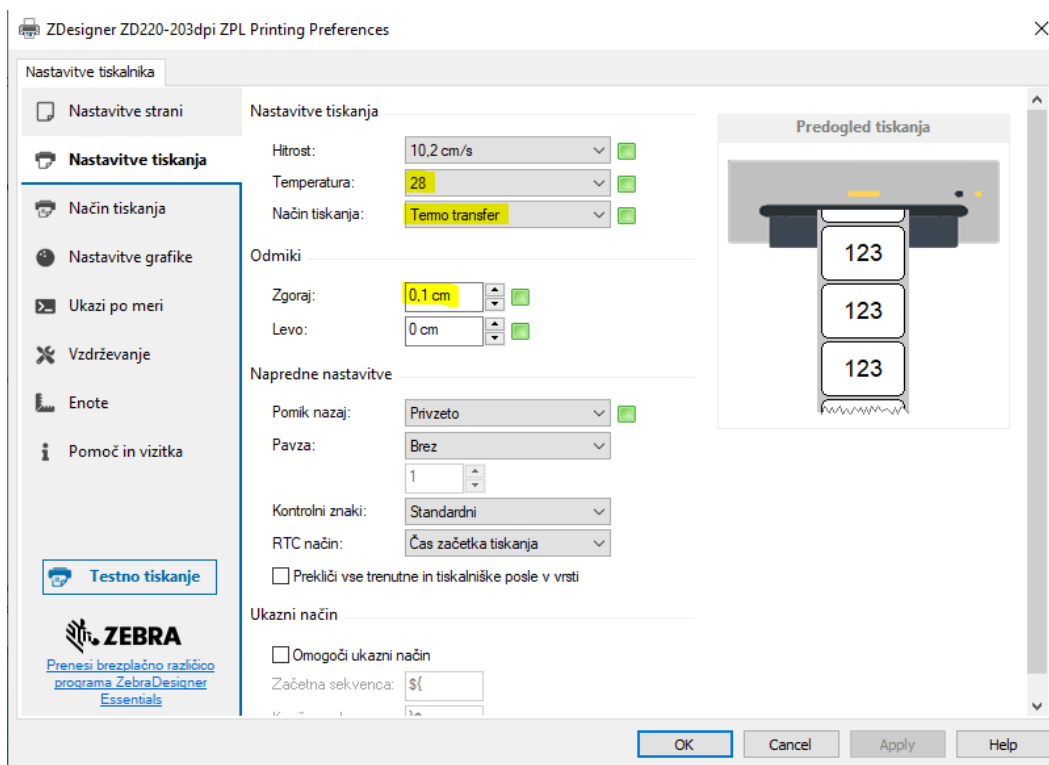 ZDesigner ZD220-203dpi ZPL Printing Preferences
Nastavitve tiskalnika
Nastavitve strani
Nastavitve tiskanja
Način tiskanja
Nastavitve grafike
Ukazi po meri
Vzdrževanje
Enote
Pomoč in vizitka
Testno tiskanje
ZEBRA
Prenesi brezplačno različico
programa ZebraDesigner
Essentials
Nastavitve tiskanja
Hitrost: 10,2 cm/s
Temperatura: 28
Način tiskanja: Termo transfer
Odmiki
Zgoraj: 0,1 cm
Levo: 0 cm
Napredne nastavitve
Pomik nazaj: Privzeto
Pavza: Brez
1
Kontrolni znaki: Standardni
RTC način: Čas začetka tiskanja
Prekliči vse trenutne in tiskalniške posle v vrsti
Ukazni način
Omogoči ukazni način
Začetna sekvenca: ${
Predogled tiskanja
123
123
123
OK Cancel Apply Help